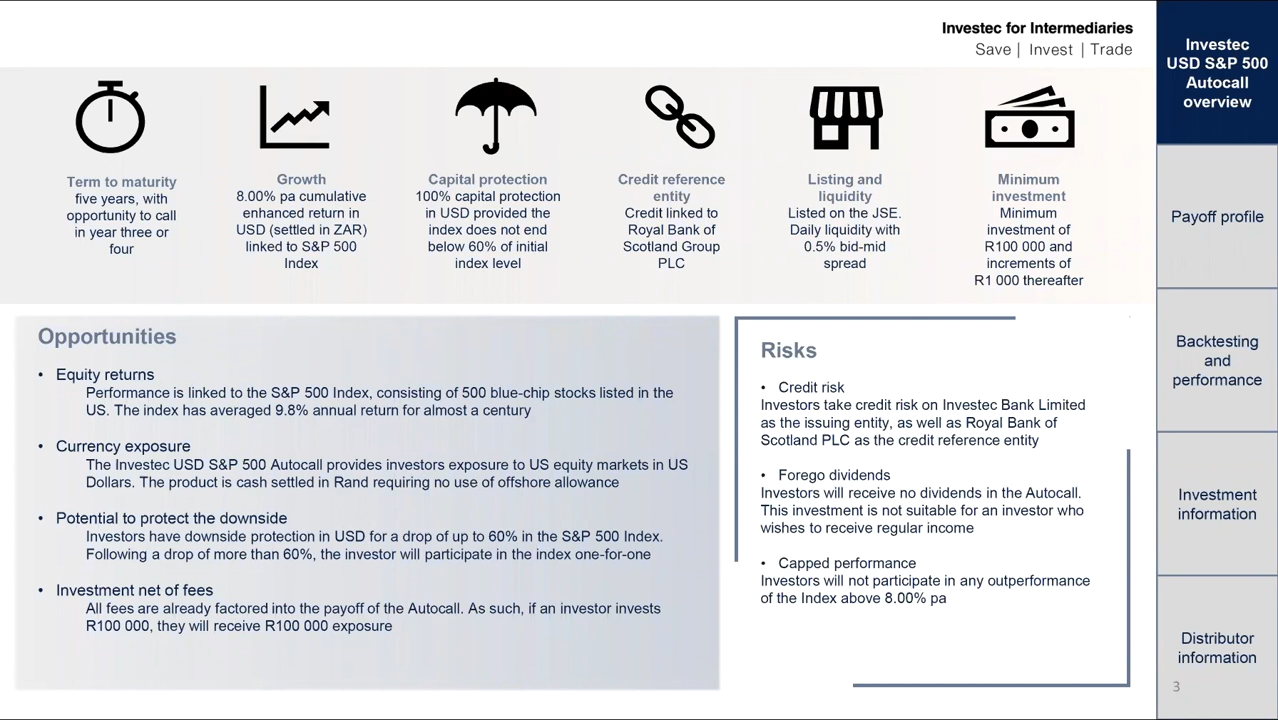 Investec for Intermediaries
Save | Invest | Trade
Term to maturity
five years, with
opportunity to call
in year three or
four
Growth
8.00% pa cumulative
enhanced return in
USD (settled in ZAR)
linked to S&P 500
Index
Capital protection
100% capital protection
in USD provided the
index does not end
below 60% of initial
index level
Credit reference
entity
Credit linked to
Royal Bank of
Scotland Group
PLC
Listing and
liquidity
Listed on the JSE.
Daily liquidity with
0.5% bid-mid
spread
Minimum
investment
Minimum
investment of
R100 000 and
increments of
R1 000 thereafter
Opportunities
• Equity returns
Performance is linked to the S&P 500 Index, consisting of 500 blue-chip stocks listed in the
US. The index has averaged 9.8% annual return for almost a century
• Currency exposure
The Investec USD S&P 500 Autocall provides investors exposure to US equity markets in US
Dollars. The product is cash settled in Rand requiring no use of offshore allowance
• Potential to protect the downside
Investors have downside protection in USD for a drop of up to 60% in the S&P 500 Index.
Following a drop of more than 60%, the investor will participate in the index one-for-one
• Investment net of fees
All fees are already factored into the payoff of the Autocall. As such, if an investor invests
R100 000, they will receive R100 000 exposure
Risks
• Credit risk
Investors take credit risk on Investec Bank Limited
as the issuing entity, as well as Royal Bank of
Scotland PLC as the credit reference entity
• Forego dividends
Investors will receive no dividends in the Autocall.
This investment is not suitable for an investor who
wishes to receive regular income
• Capped performance
Investors will not participate in any outperformance
of the Index above 8.00% pa
Investec
USD S&P 500
Autocall
overview
Payoff profile
Backtesting
and
performance
Investment
information
Distributor
information
3